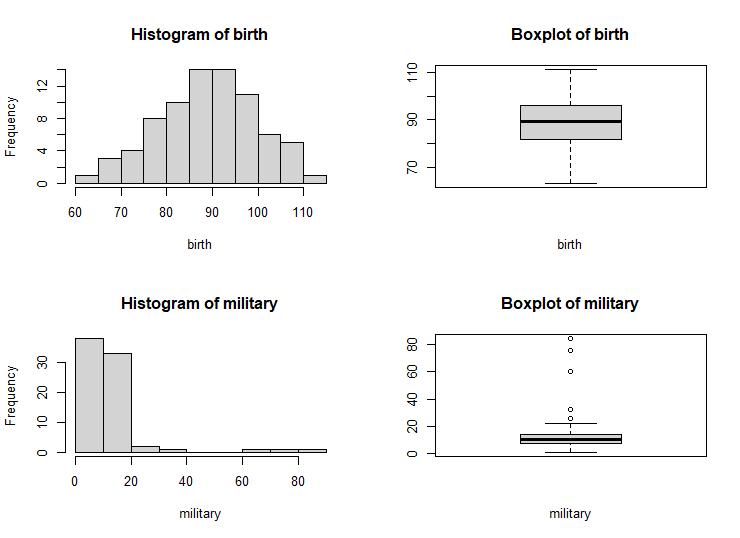 Histogram of birth
Frequency
0
4
8
12
60 70 80 90 100 110
birth
Boxplot of birth
70
90
110
birth
Histogram of military
Frequency
0
10
20
30
0 20 40 60 80
military
Boxplot of military
0
20
40
60
80
military